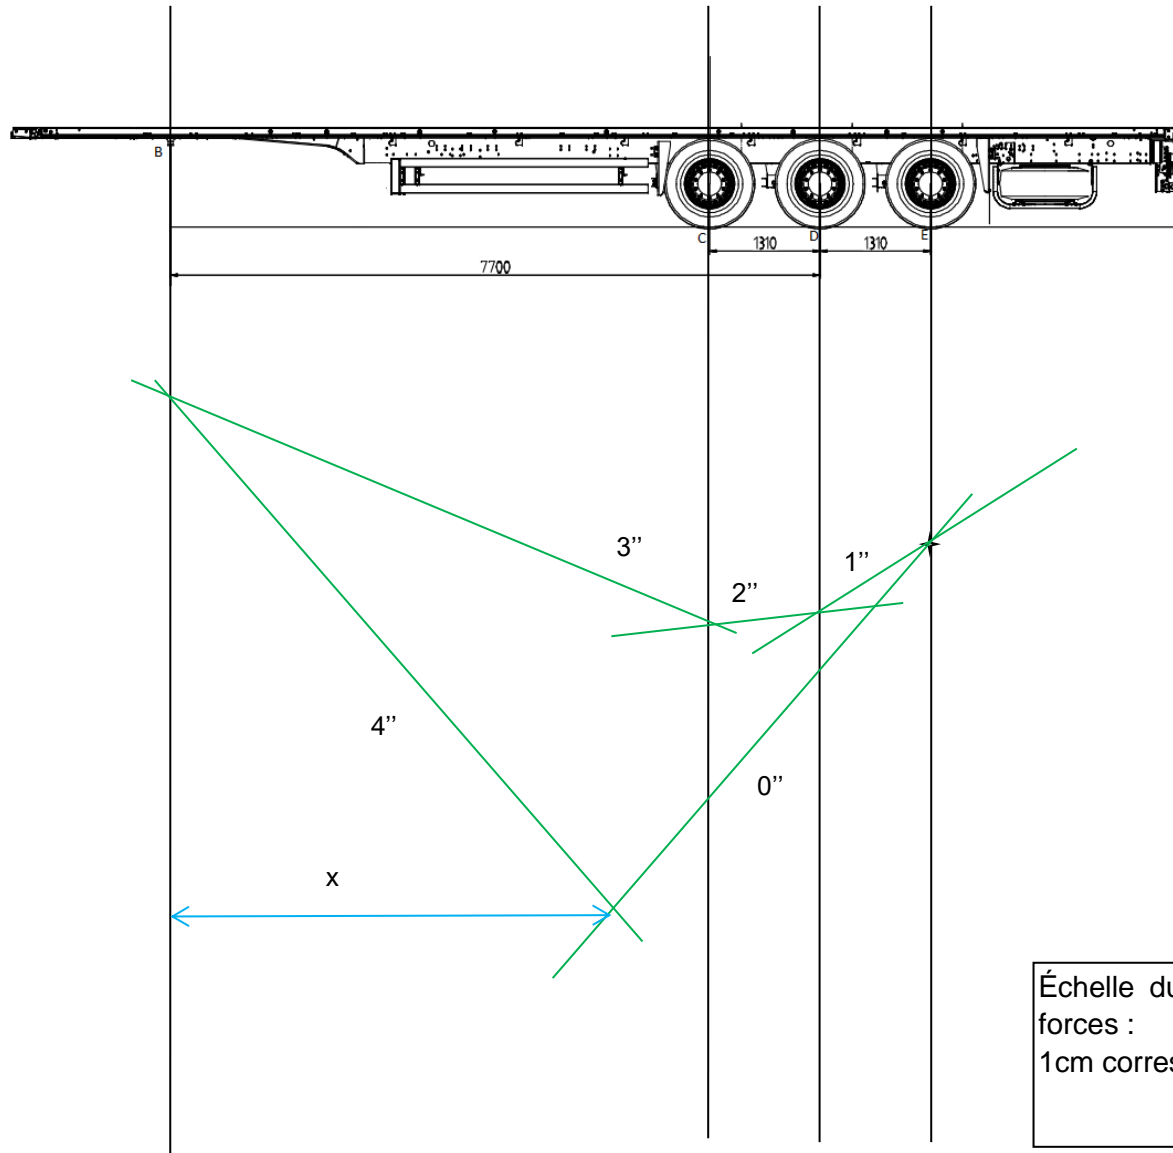 B
C
D
E
1310
1310
7700
3’’
2’’
1’’
4’’
0’’
x
Échelle du
forces :
1cm corres